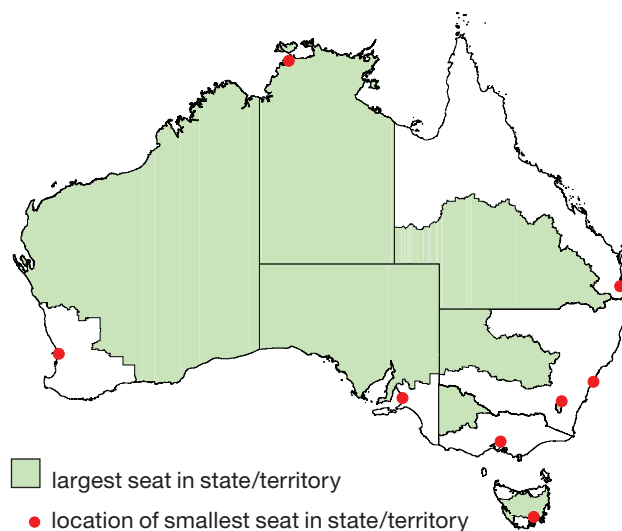 largest seat in state/territory
location of smallest seat in state/territory